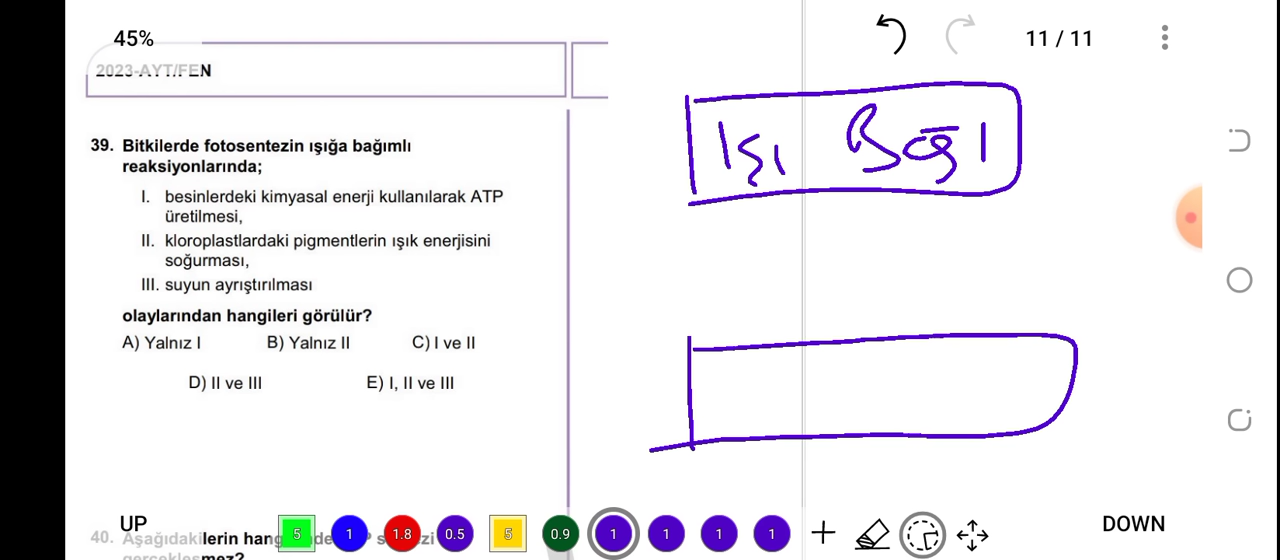 45%
11 / 11
2023-AYT/FEN
Işı Bağı
39. Bitkilerde fotosentezin ışığa bağımlı
reaksiyonlarında;
I. besinlerdeki kimyasal enerji kullanılarak ATP
üretilmesi,
II. kloroplastlardaki pigmentlerin ışık enerjisini
soğurması,
III. suyun ayrıştırılması
olaylarından hangileri görülür?
A) Yalnız I B) Yalnız II C) I ve II
D) II ve III E) I, II ve III
UP
5 1 1.8 0.5 5 0.9 1 1 1 1
DOWN
40. Aşağıdakilerin